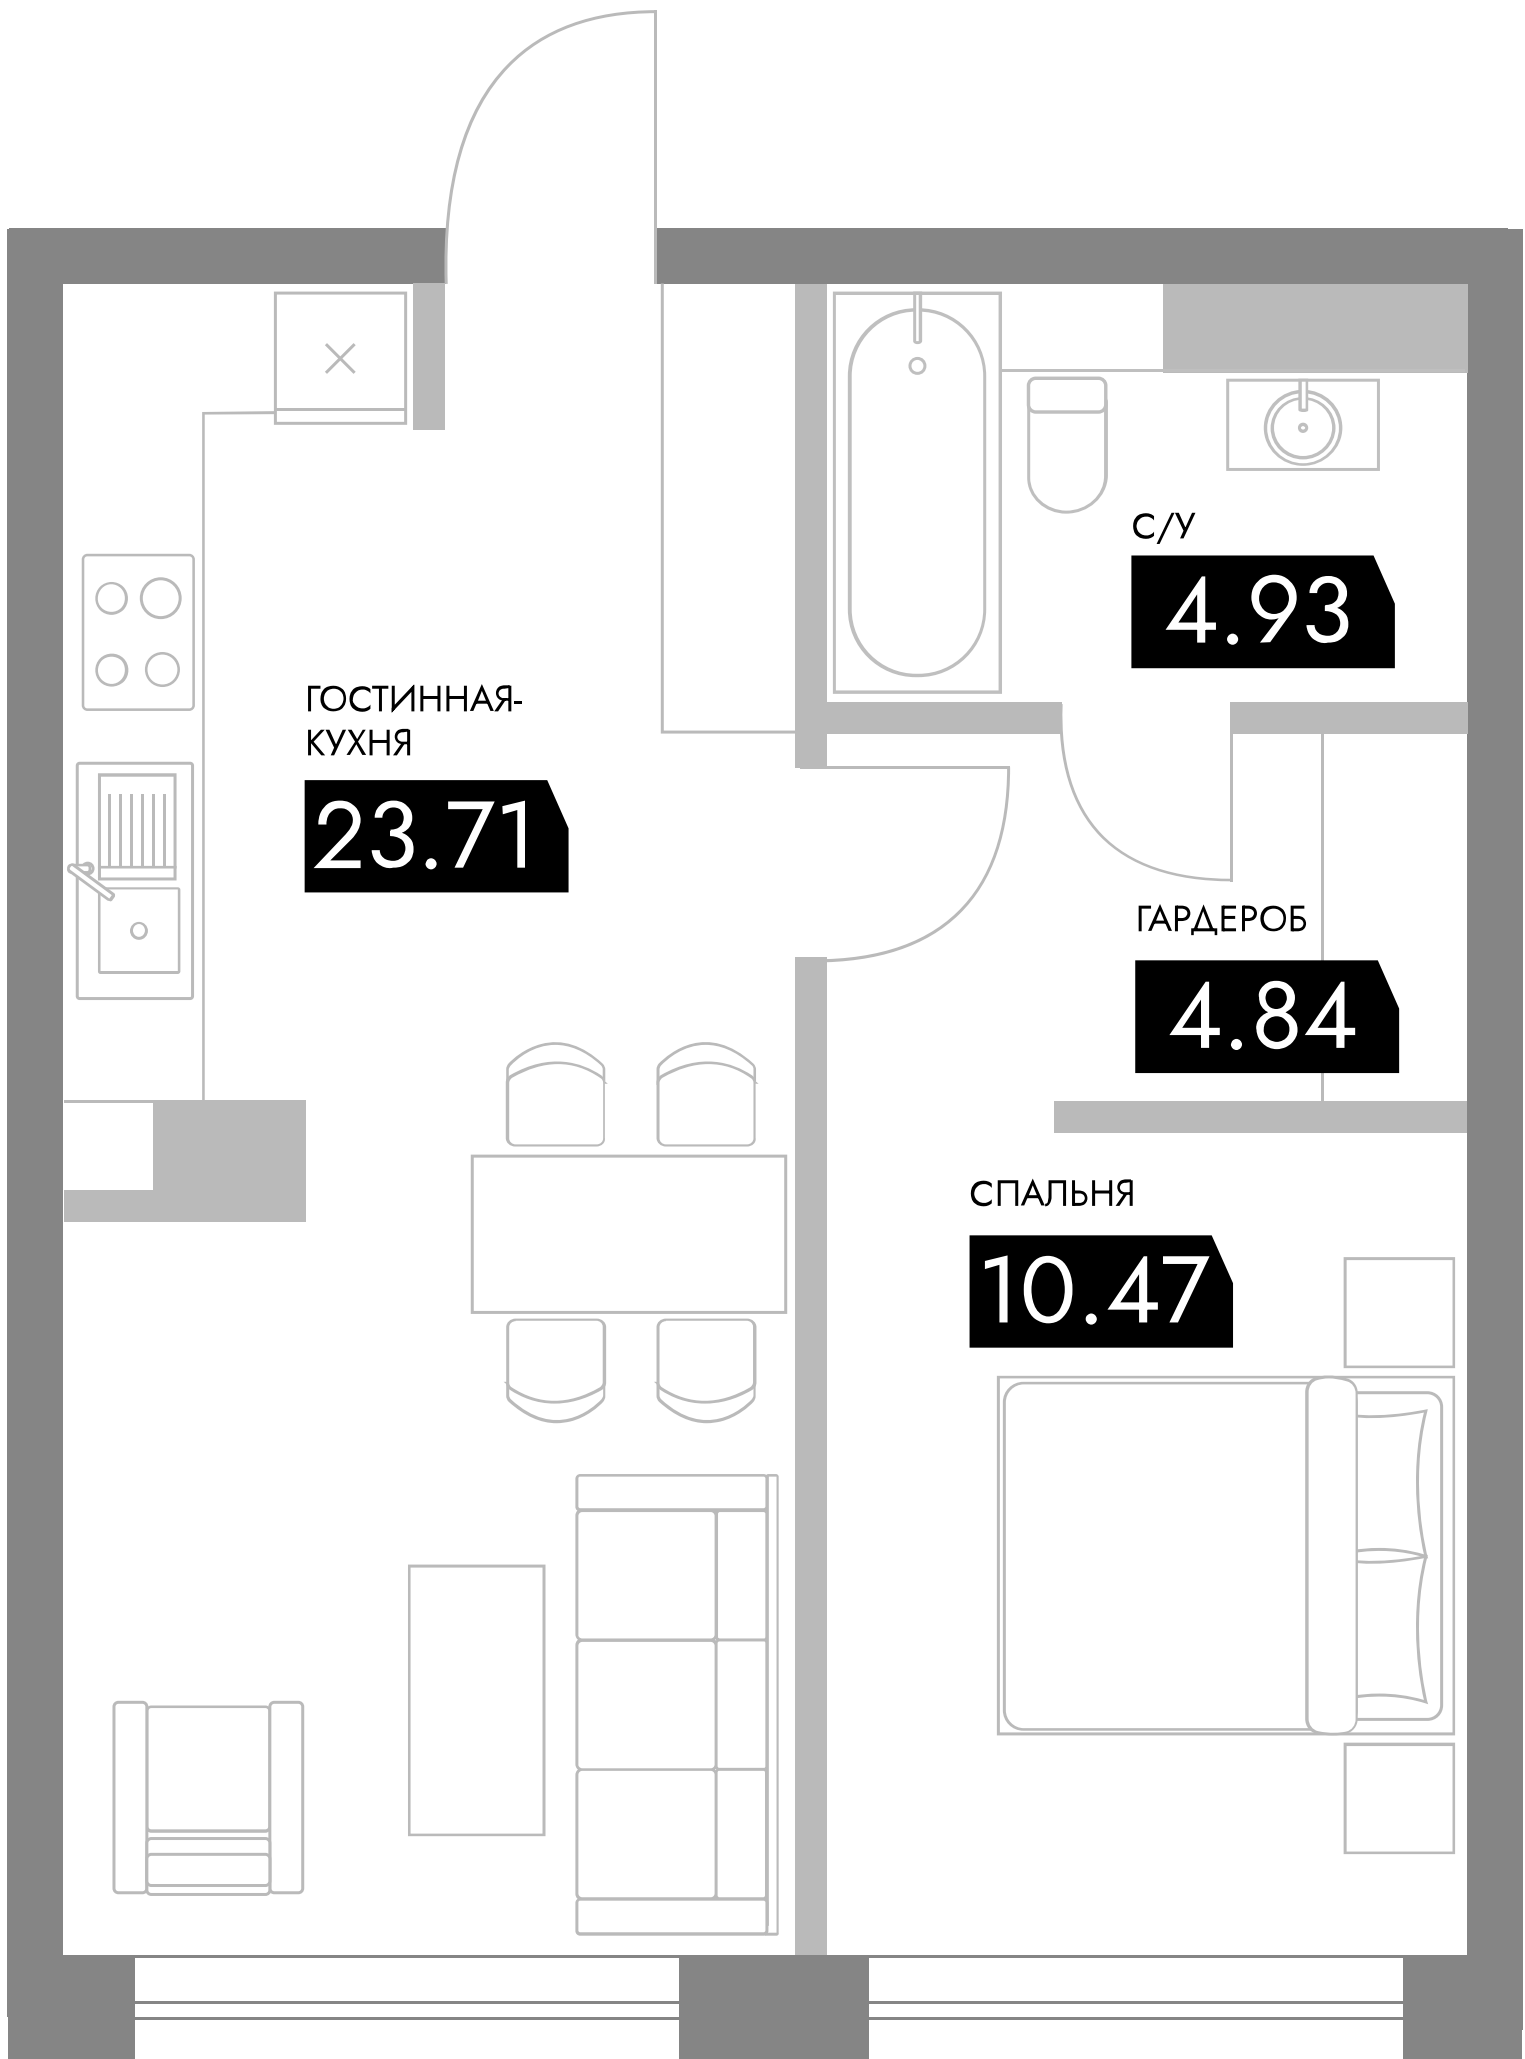 С/У
4.93
ГОСТИННАЯ-
КУХНЯ
23.71
ГАРДЕРОБ
4.84
СПАЛЬНЯ
10.47